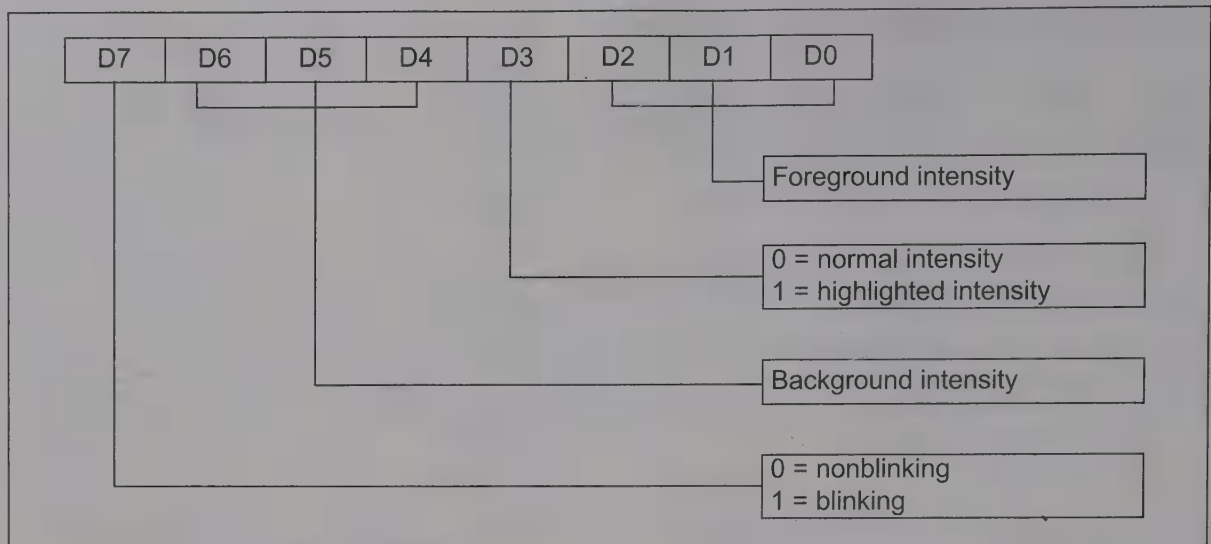 D7 D6 D5 D4 D3 D2 D1 D0
Foreground intensity
0 = normal intensity
1 = highlighted intensity
Background intensity
0 = nonblinking
1 = blinking